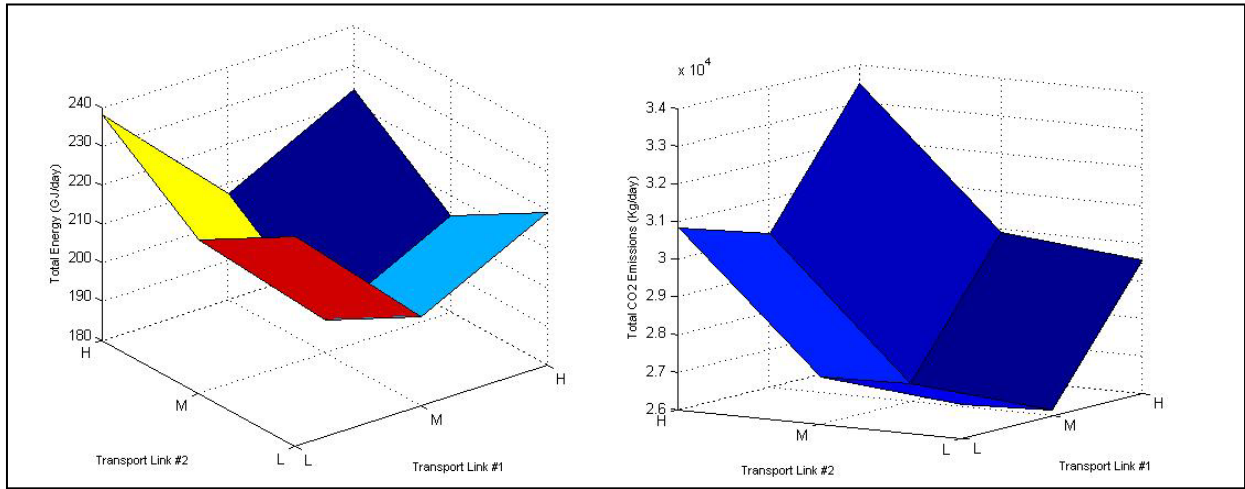 240
230
220
210
200
190
180
Total Energy (GJ/day)
H
M
L
Transport Link #2
L
M
H
Transport Link #1
x 10^4
3.4
3.3
3.2
3.1
3
2.9
2.8
2.7
2.6
Total CO2 Emissions (Kg/day)
H
M
L
Transport Link #2
L
M
H
Transport Link #1